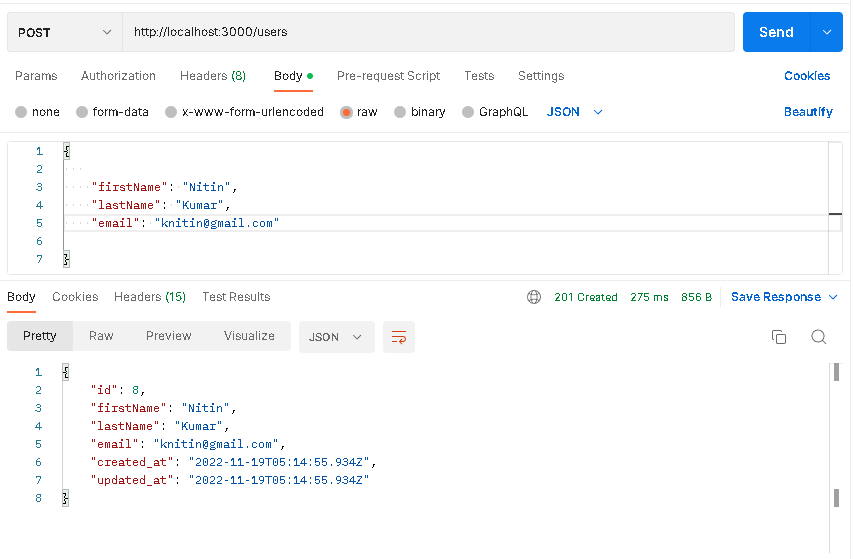 POST http://localhost:3000/users Send
Params Authorization Headers (8) Body Pre-request Script Tests Settings Cookies
none form-data x-www-form-urlencoded raw binary GraphQL JSON Beautify
1 {
2
3 "firstName": "Nitin",
4 "lastName": "Kumar",
5 "email": "knitin@gmail.com"
6
7 }
Body Cookies Headers (15) Test Results 201 Created 275 ms 856 B Save Response
Pretty Raw Preview Visualize JSON
1 {
2 "id": 8,
3 "firstName": "Nitin",
4 "lastName": "Kumar",
5 "email": "knitin@gmail.com",
6 "created_at": "2022-11-19T05:14:55.934Z",
7 "updated_at": "2022-11-19T05:14:55.934Z"
8 }